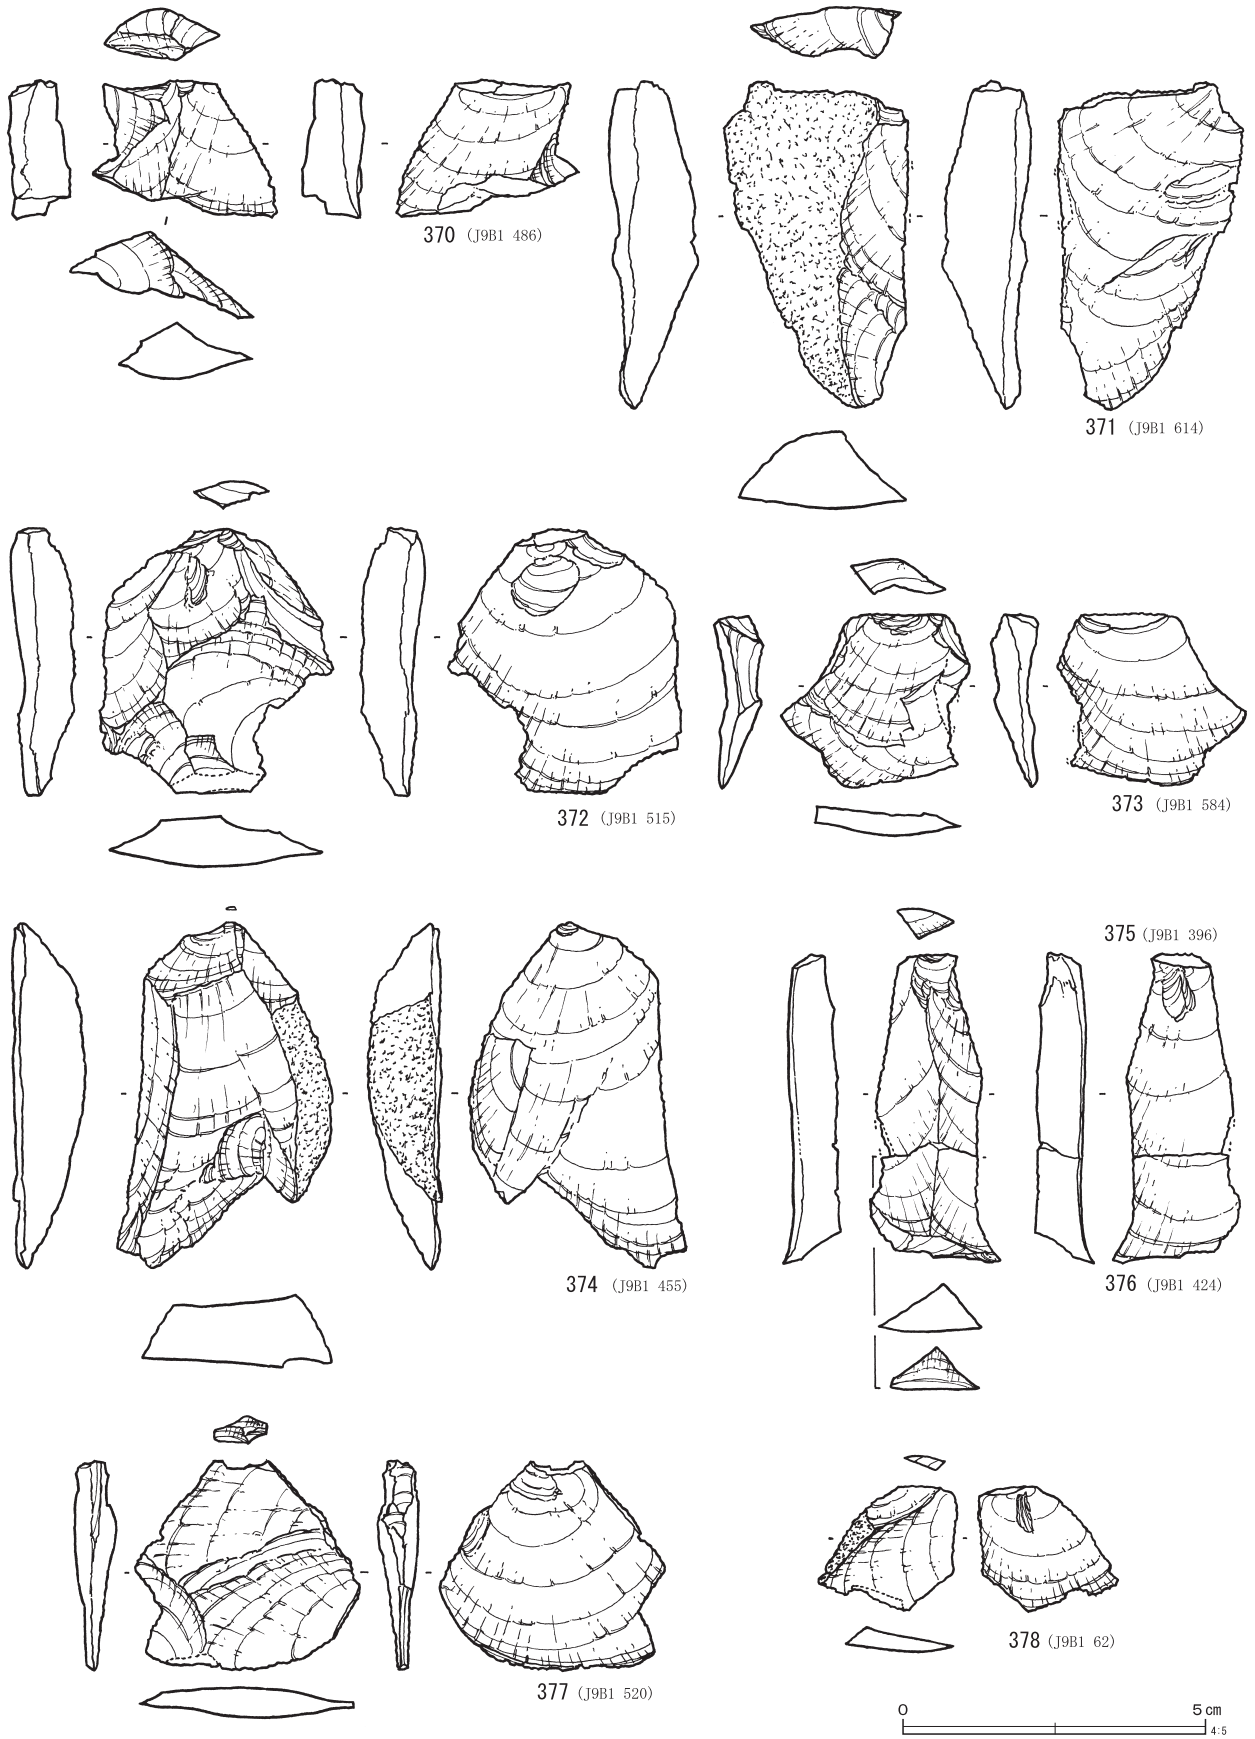 370 (J9B1 486)
371 (J9B1 614)
372 (J9B1 515)
373 (J9B1 584)
374 (J9B1 455)
375 (J9B1 396)
376 (J9B1 424)
377 (J9B1 520)
378 (J9B1 62)
0 5cm
4:5